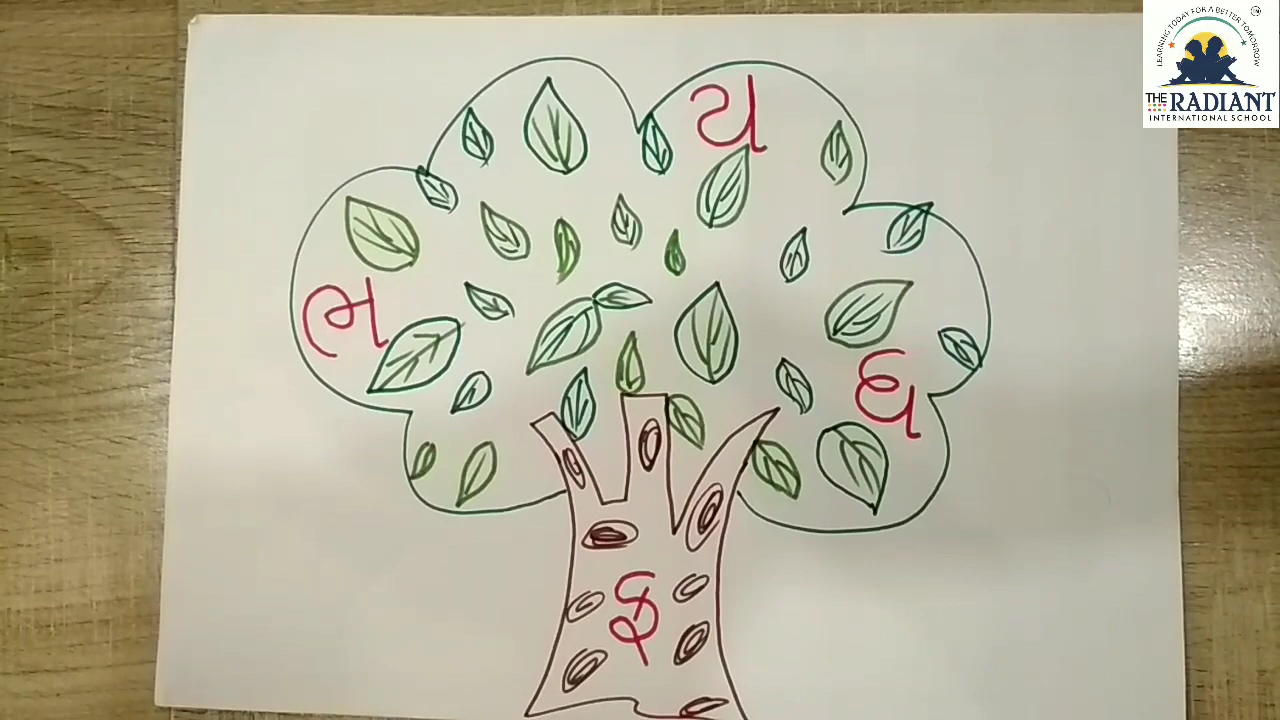 LEARNING TODAY FOR A BETTER TOMORROW
THE RADIANT
INTERNATIONAL SCHOOL
ય
ભ
ઘ
ફ